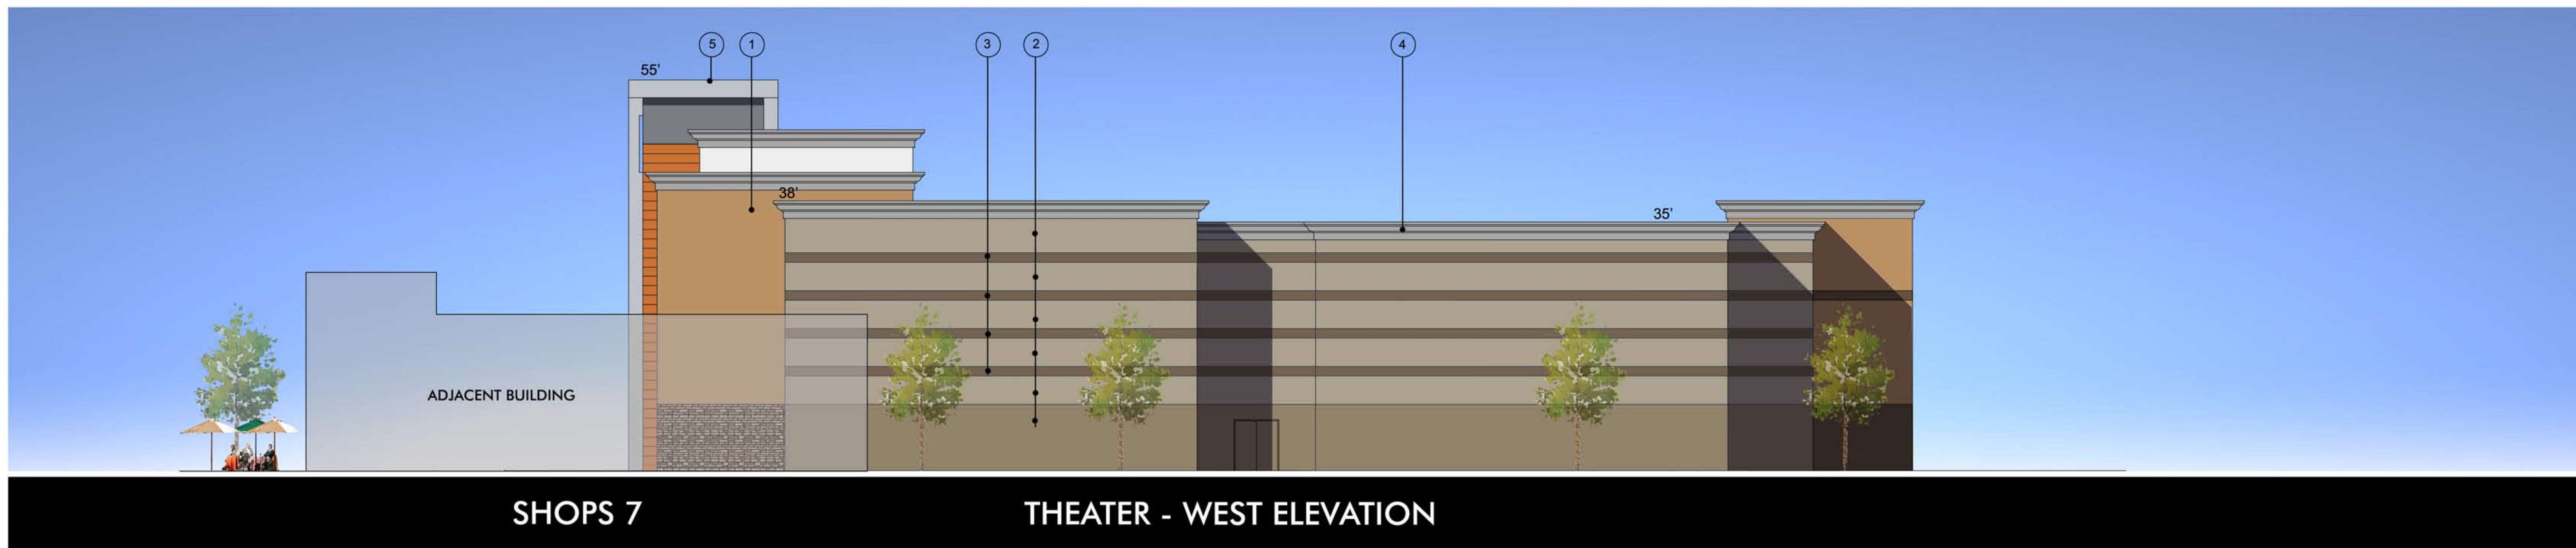 5 1 3 2 4
55'
38'
35'
ADJACENT BUILDING
SHOPS 7 THEATER - WEST ELEVATION